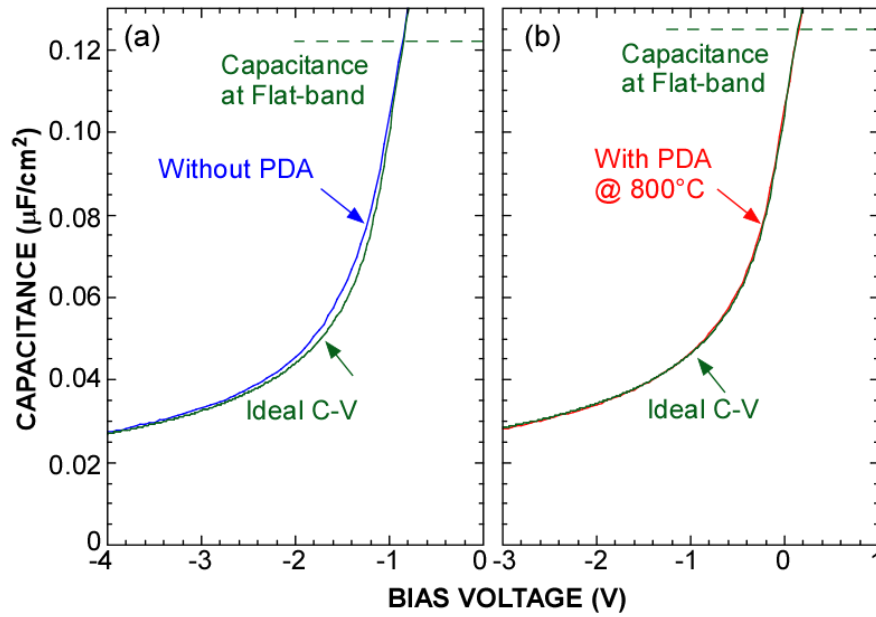 (a)
Capacitance
at Flat-band
Without PDA
Ideal C-V
(b)
Capacitance
at Flat-band
With PDA
@ 800°C
Ideal C-V
CAPACITANCE (μF/cm²)
0.12
0.10
0.08
0.06
0.04
0.02
0
-4
-3
-2
-1
0
-3
-2
-1
0
1
BIAS VOLTAGE (V)